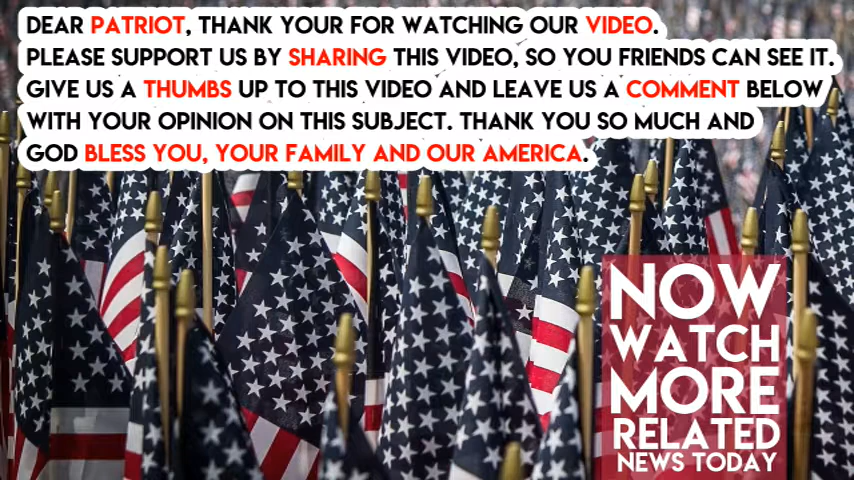 DEAR PATRIOT, THANK YOUR FOR WATCHING OUR VIDEO.
PLEASE SUPPORT US BY SHARING THIS VIDEO, SO YOU FRIENDS CAN SEE IT.
GIVE US A THUMBS UP TO THIS VIDEO AND LEAVE US A COMMENT BELOW
WITH YOUR OPINION ON THIS SUBJECT. THANK YOU SO MUCH AND
GOD BLESS YOU, YOUR FAMILY AND OUR AMERICA.
NOW
WATCH
MORE
RELATED
NEWS TODAY